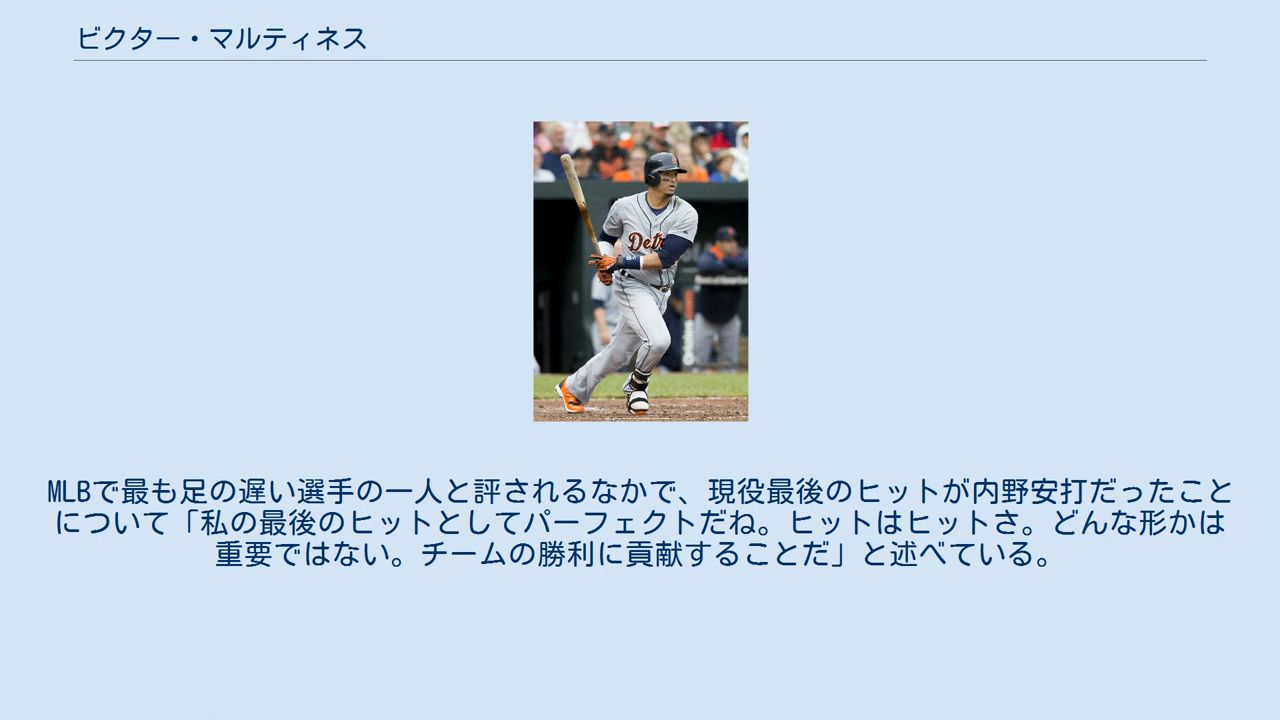 ビクター・マルティネス
Detr
MLBで最も足の遅い選手の一人と評されるなかで、現役最後のヒットが内野安打だったこと
について「私の最後のヒットとしてパーフェクトだね。ヒットはヒットさ。どんな形かは
重要ではない。チームの勝利に貢献することだ」と述べている。